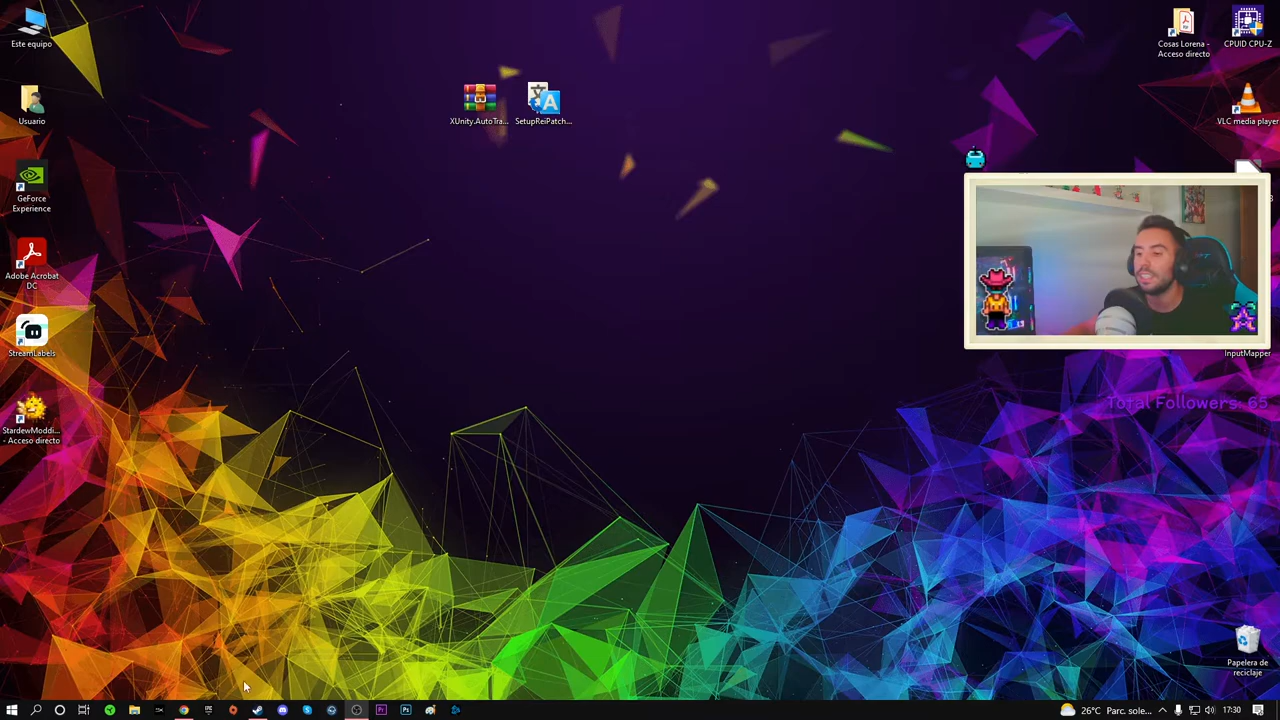 Este equipo
Usuario
GeForce
Experience
Adobe Acrobat
DC
StreamLabels
StardewModdi...
- Acceso directo
XUnity.AutoTra...
SetupReiPatch...
Cosas Lorena -
Acceso directo
CPUID CPU-Z
VLC media player
InputMapper
Total Followers: 65
Papelera de
reciclaje
26°C Parc. sole...
17:30